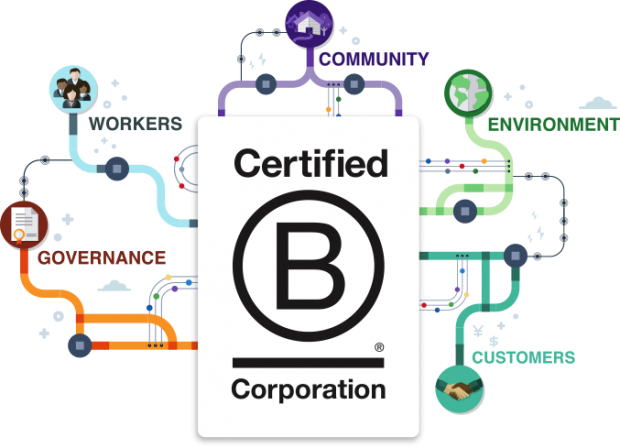 COMMUNITY
WORKERS
ENVIRONMENT
Certified
B
®
Corporation
GOVERNANCE
CUSTOMERS
¥
$